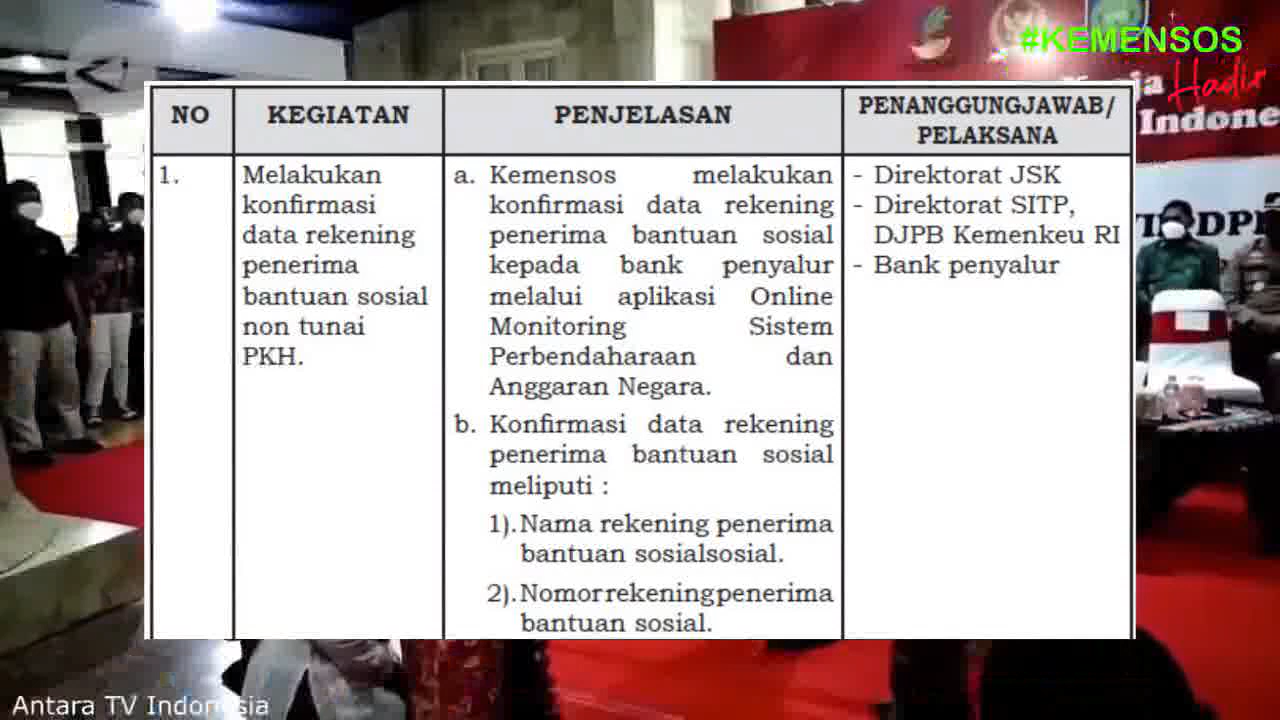 #KEMENSOS
Hadir
Indone
NO
KEGIATAN
PENJELASAN
PENANGGUNGJAWAB/
PELAKSANA
1.
Melakukan
konfirmasi
data rekening
penerima
bantuan sosial
non tunai
PKH.
a. Kemensos melakukan
konfirmasi data rekening
penerima bantuan sosial
kepada bank penyalur
melalui aplikasi Online
Monitoring Sistem
Perbendaharaan dan
Anggaran Negara.
b. Konfirmasi data rekening
penerima bantuan sosial
meliputi :
1). Nama rekening penerima
bantuan sosialsosial.
2). Nomor rekening penerima
bantuan sosial.
- Direktorat JSK
- Direktorat SITP,
DJPB Kemenkeu RI
- Bank penyalur
Antara TV Indonesia